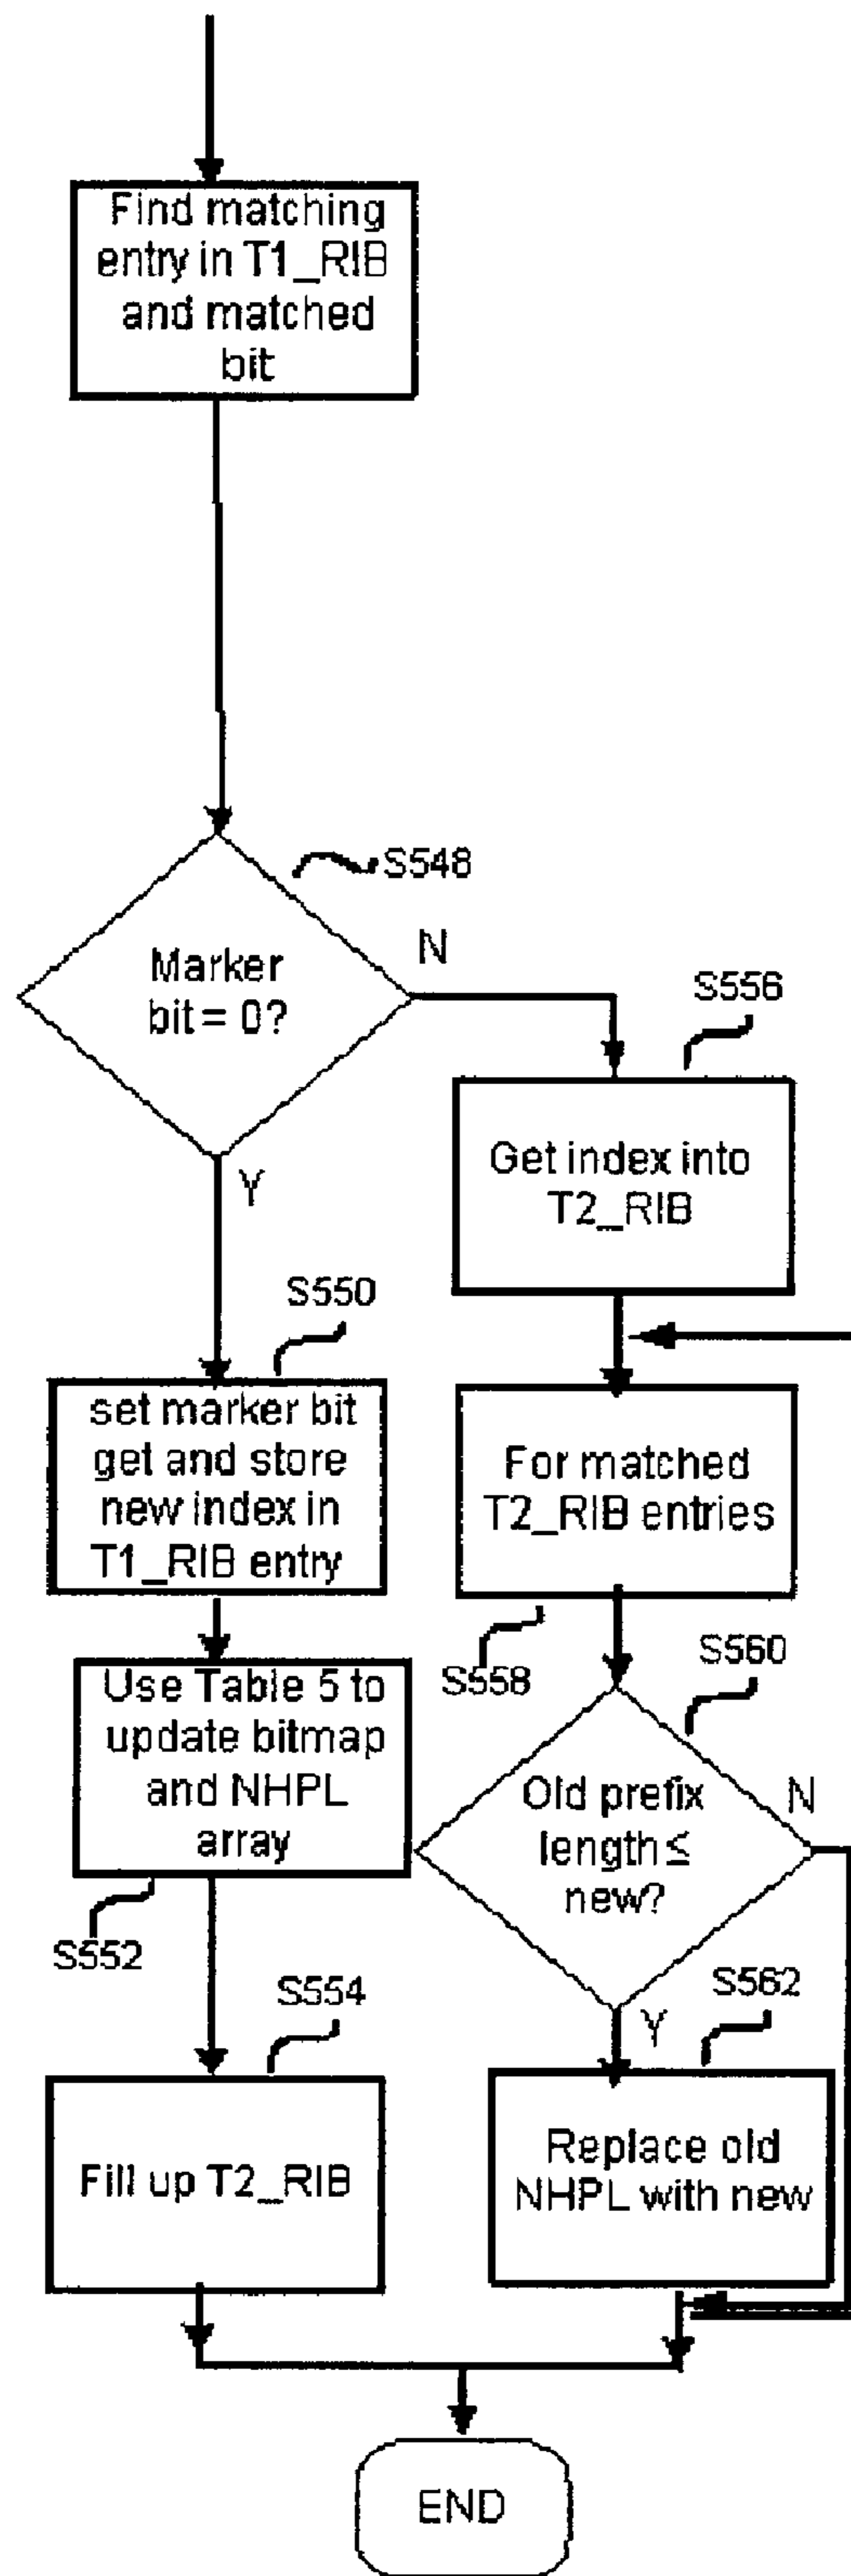 Find matching
entry in T1_RIB
and matched
bit
S548
Marker
bit = 0?
N
Y
S556
Get index into
T2_RIB
S550
set marker bit
get and store
new index in
T1_RIB entry
For matched
T2_RIB entries
S558
S560
Use Table 5 to
update bitmap
and NHPL
array
S552
Old prefix
length ≤
new?
N
Y
S554
Fill up T2_RIB
S562
Replace old
NHPL with new
END